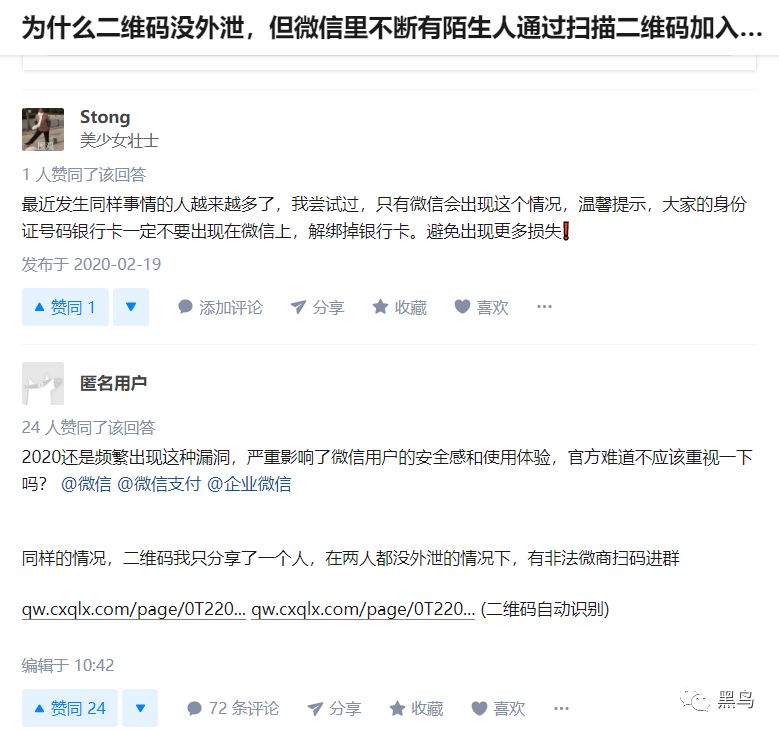 为什么二维码没外泄，但微信里不断有陌生人通过扫描二维码加入...
Stong
美少女壮士
1 人赞同了该回答
最近发生同样事情的人越来越多了，我尝试过，只有微信会出现这个情况，温馨提示，大家的身份
证号码银行卡一定不要出现在微信上，解绑掉银行卡。避免出现更多损失❗
发布于 2020-02-19
赞同 1 添加评论 分享 收藏 喜欢 ...
匿名用户
24 人赞同了该回答
2020还是频繁出现这种漏洞，严重影响了微信用户的安全感和使用体验，官方难道不应该重视一下
吗？ @微信 @微信支付 @企业微信
同样的情况，二维码我只分享了一个人，在两人都没外泄的情况下，有非法微商扫码进群
qw.cxqlx.com/page/0T220... qw.cxqlx.com/page/0T220... (二维码自动识别)
编辑于 10:42
赞同 24 72 条评论 分享 收藏 喜欢 ...
黑鸟